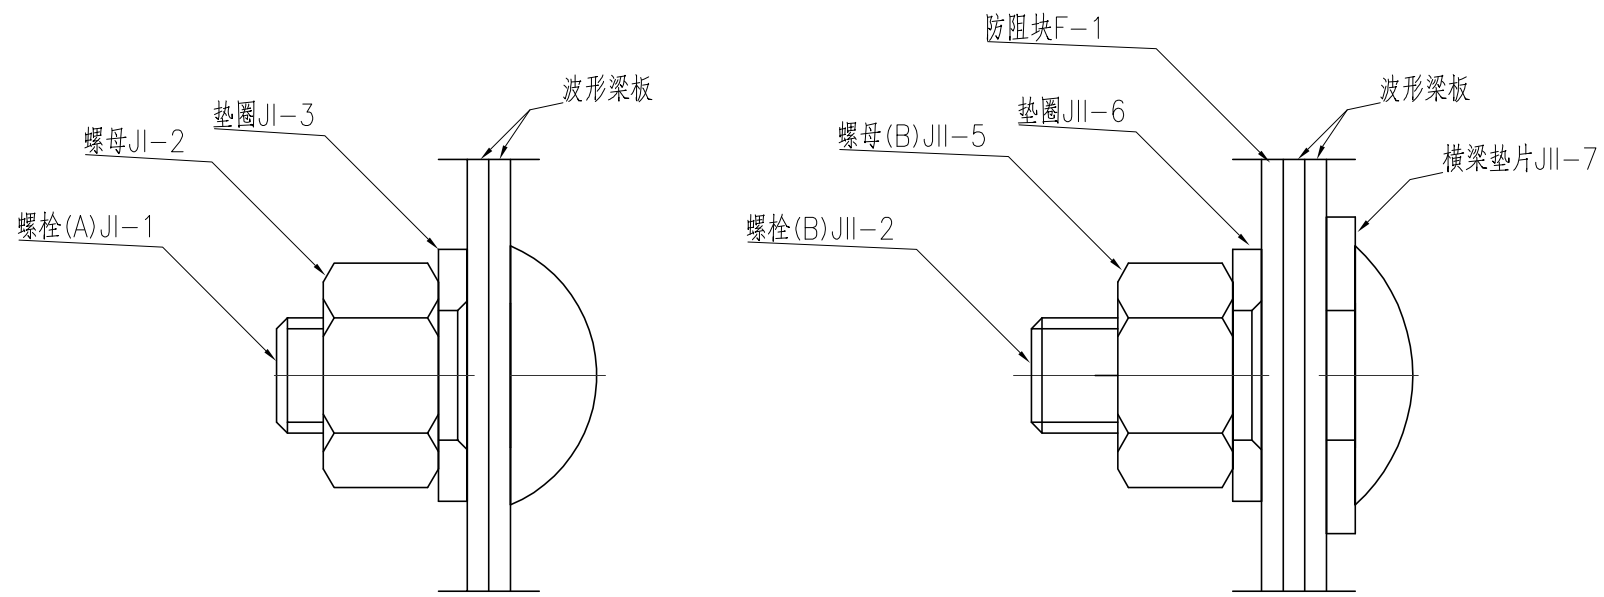 防阻块F-1
波形梁板
波形梁板
垫圈JI-3
垫圈JII-6
螺母JI-2
螺母(B)JII-5
横梁垫片JII-7
螺栓(A)JI-1
螺栓(B)JII-2